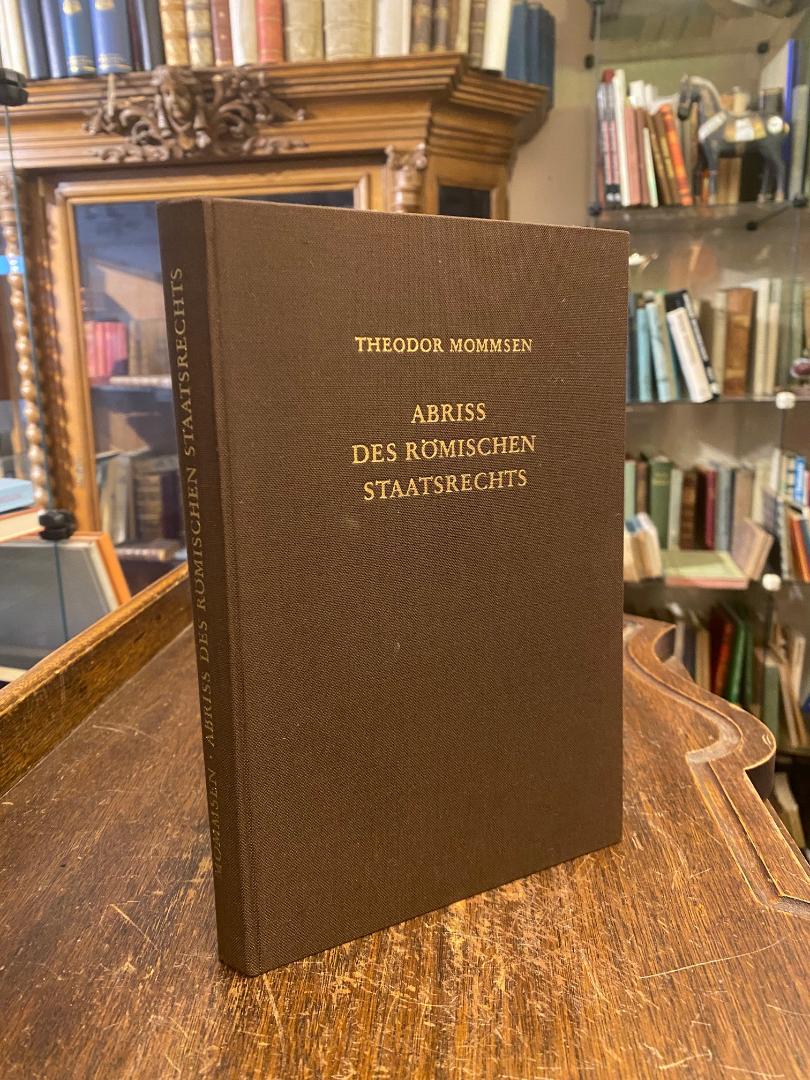 THEODOR MOMMSEN
ABRISS
DES RÖMISCHEN
STAATSRECHTS
MOMMSEN · ABRISS DES RÖMISCHEN STAATSRECHTS